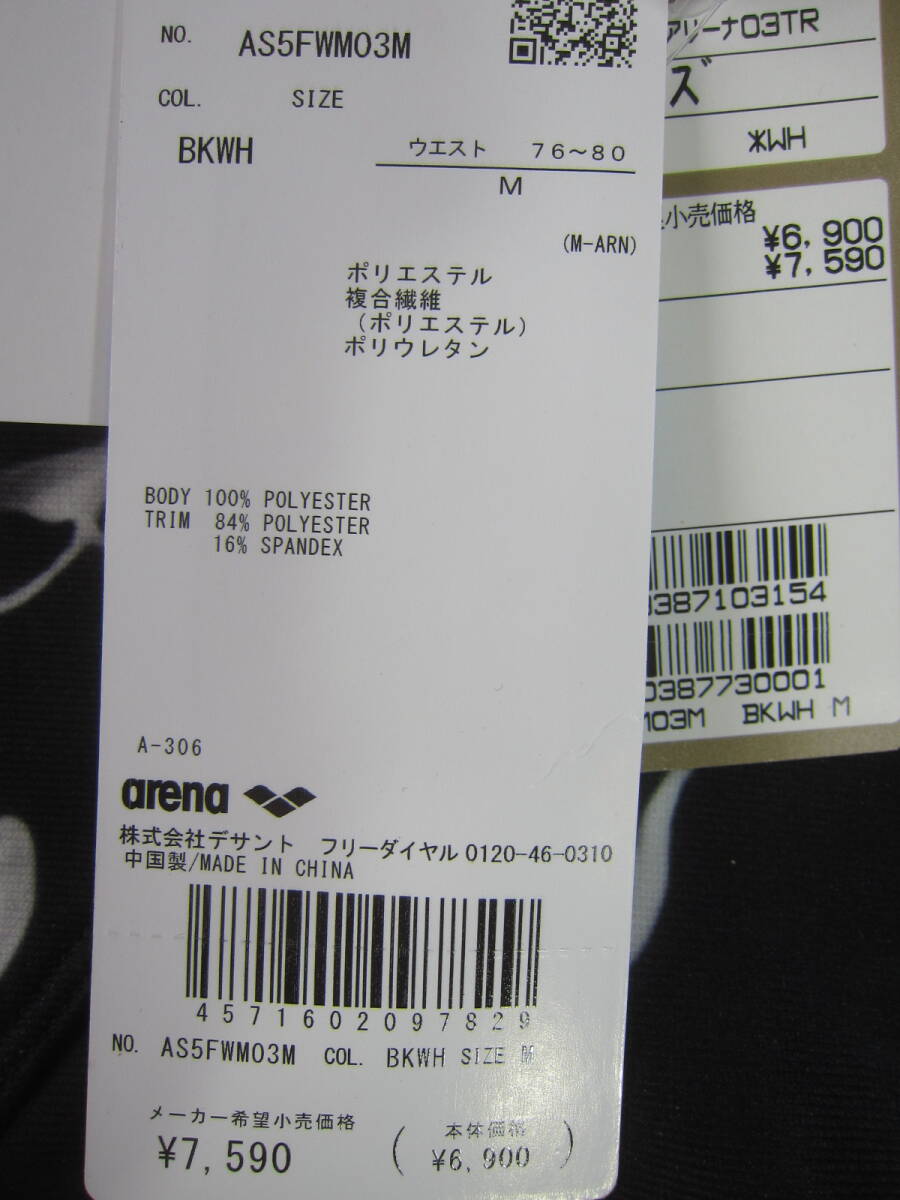 NO. AS5FWM03M
COL. SIZE
BKWH
ウエスト 76～80
M
(M-ARN)
ポリエステル
複合繊維
(ポリエステル)
ポリウレタン
BODY 100% POLYESTER
TRIM 84% POLYESTER
16% SPANDEX
A-306
arena
株式会社デサント フリーダイヤル 0120-46-0310
中国製/MADE IN CHINA
4571602097829
NO. AS5FWM03M COL. BKWH SIZE M
メーカー希望小売価格
¥7,590
(本体価格
¥6,900)
アリーナ03TR
ズ
WH
小売価格
¥6,900
¥7,590
387103154
0387730001
03M BKWH M